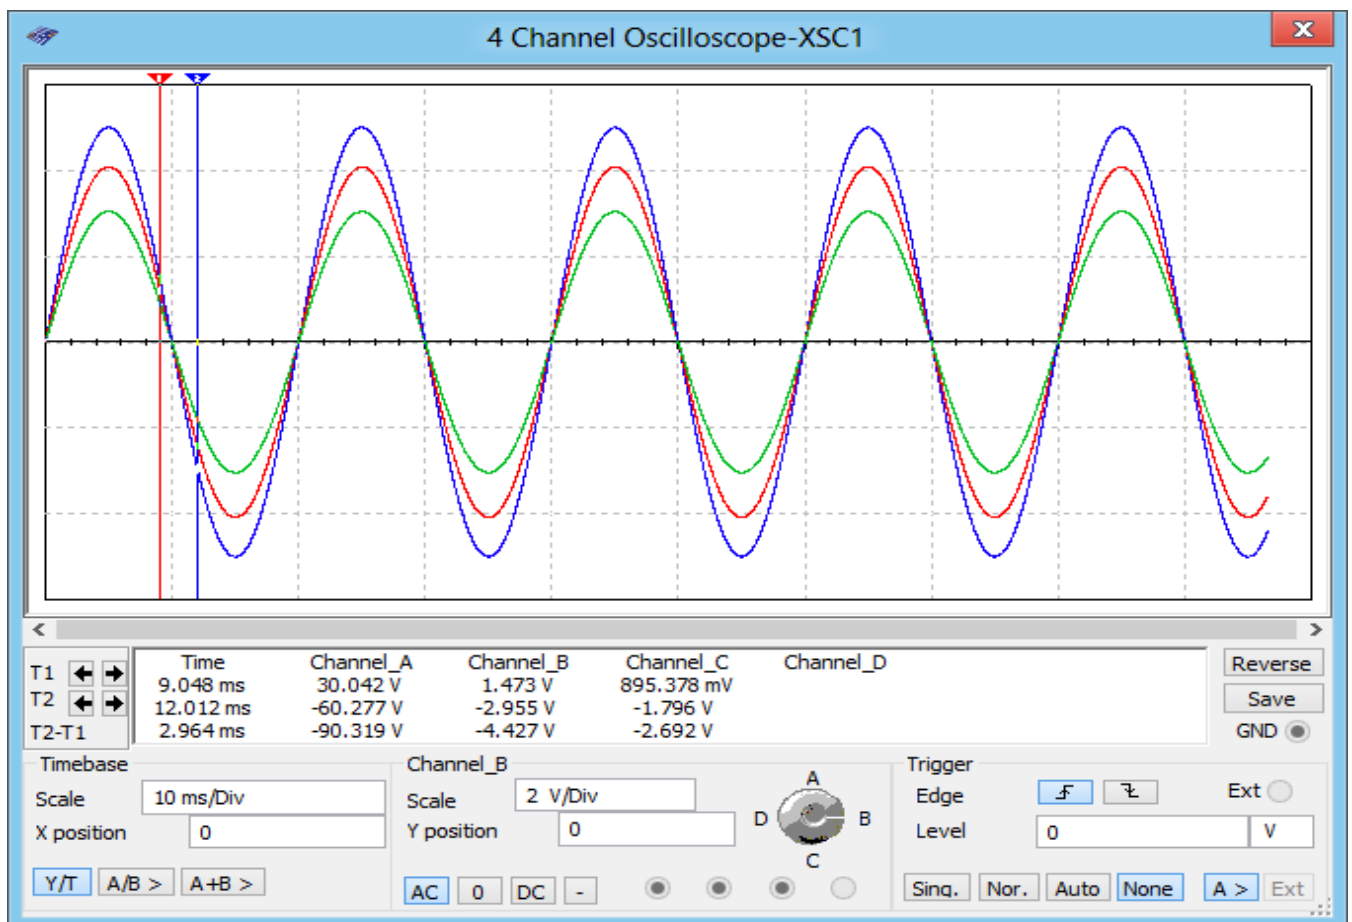 4 Channel Oscilloscope-XSC1
x
1 2
< >
Time Channel_A Channel_B Channel_C Channel_D
T1 9.048 ms 30.042 V 1.473 V 895.378 mV
T2 12.012 ms -60.277 V -2.955 V -1.796 V
T2-T1 2.964 ms -90.319 V -4.427 V -2.692 V
Reverse
Save
GND
Timebase
Scale 10 ms/Div
X position 0
Y/T A/B > A+B >
Channel_B
Scale 2 V/Div
Y position 0
AC 0 DC -
A
D B
C
Trigger
Edge Ext
Level 0 V
Sing. Nor. Auto None A > Ext